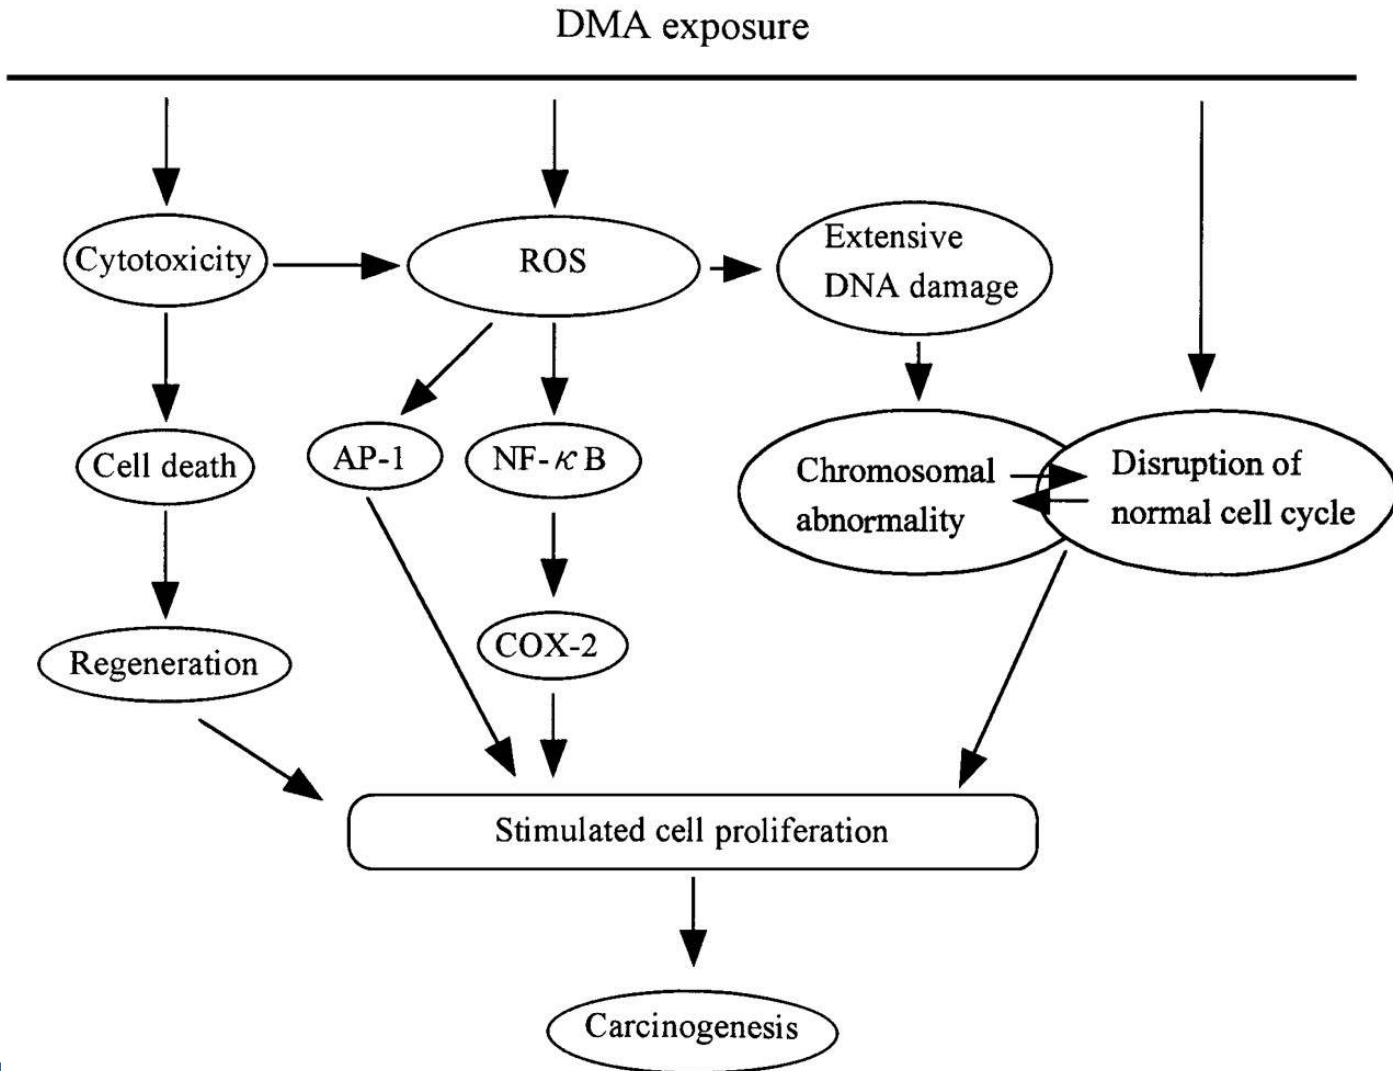 DMA exposure
Cytotoxicity
ROS
Extensive
DNA damage
Cell death
AP-1
NF-κB
Chromosomal
abnormality
Disruption of
normal cell cycle
COX-2
Regeneration
Stimulated cell proliferation
Carcinogenesis